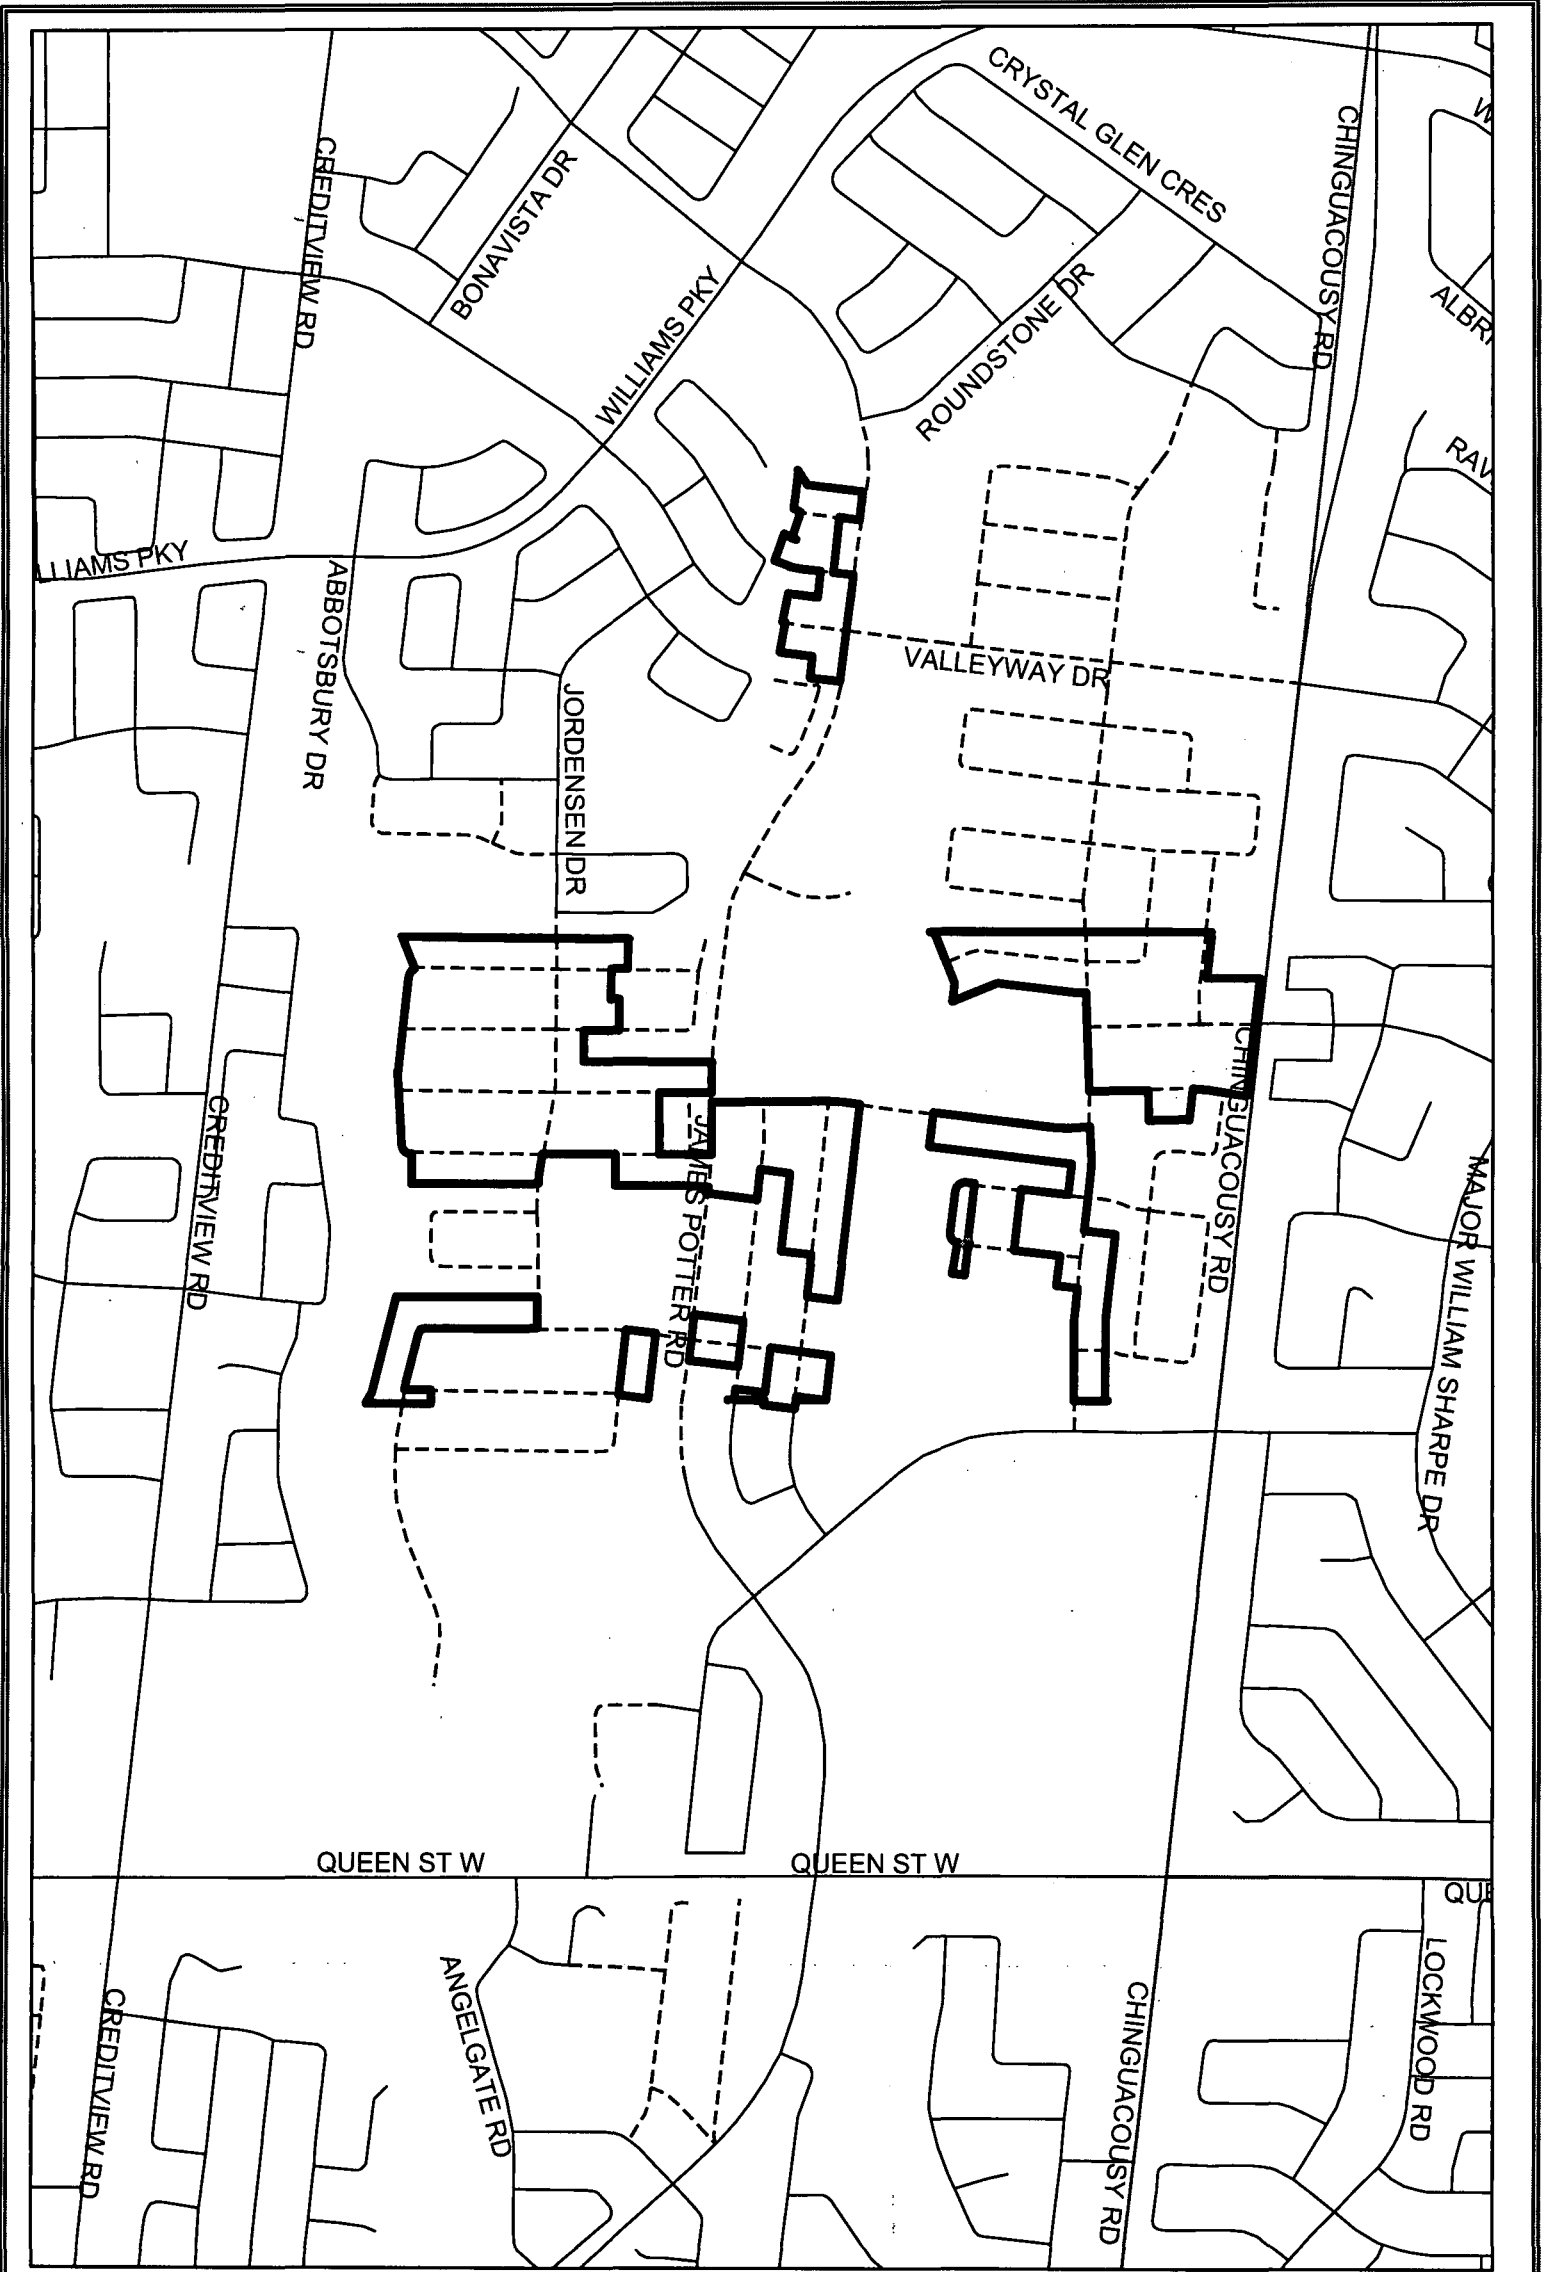 CRYSTAL GLEN CRES
CHINGUACOUSY RD
CREDITVIEW RD
BONAVISTA DR
WILLIAMS PKY
ROUNDSTONE DR
LLIAMS PKY
ABBOTSBURY DR
VALLEYWAY DR
JORDENSEN DR
CHINGUACOUSY RD
CREDITVIEW RD
JAMES POTTER RD
MAJOR WILLIAM SHARPE DR
QUEEN ST W
QUEEN ST W
ANGELGATE RD
CREDITVIEW RD
CHINGUACOUSY RD
LOCKWOOD RD